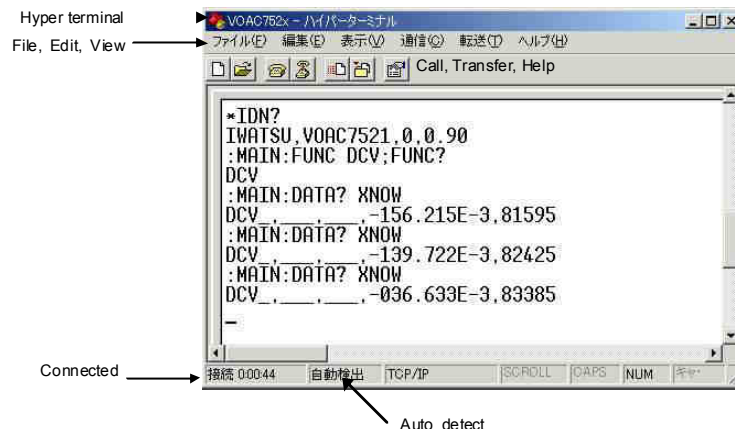 Hyper terminal
VOAC752x - ハイパーターミナル
File, Edit, View
ファイル(F) 編集(E) 表示(V) 通信(C) 転送(T) ヘルプ(H)
Call, Transfer, Help
*IDN?
IWATSU,VOAC7521,0,0.90
:MAIN:FUNC DCV;FUNC?
DCV
:MAIN:DATA? XNOW
DCV_,___,___,-156.215E-3,81595
:MAIN:DATA? XNOW
DCV_,___,___,-139.722E-3,82425
:MAIN:DATA? XNOW
DCV_,___,___,-036.633E-3,83385
Connected
接続 0:00:44 自動検出 TCP/IP SCROLL CAPS NUM
Auto detect